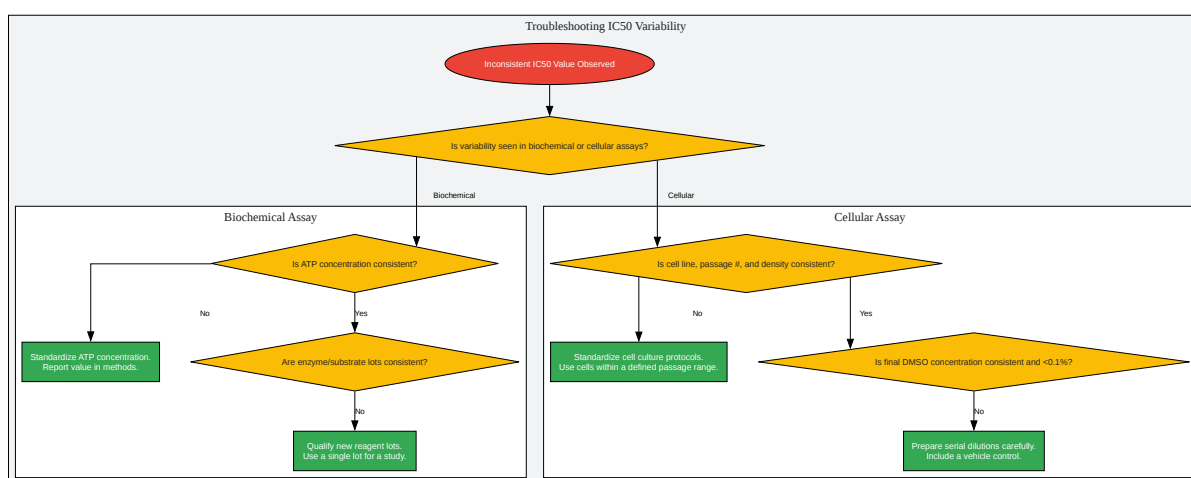 Troubleshooting IC50 Variability
Inconsistent IC50 Value Observed
Is variability seen in biochemical or cellular assays?
Biochemical
Cellular
Biochemical Assay
Cellular Assay
Is ATP concentration consistent?
Is cell line, passage #, and density consistent?
No
Yes
No
Yes
Standardize ATP concentration.
Report value in methods.
Are enzyme/substrate lots consistent?
Standardize cell culture protocols.
Use cells within a defined passage range.
Is final DMSO concentration consistent and <0.1%?
No
No
Qualify new reagent lots.
Use a single lot for a study.
Prepare serial dilutions carefully.
Include a vehicle control.